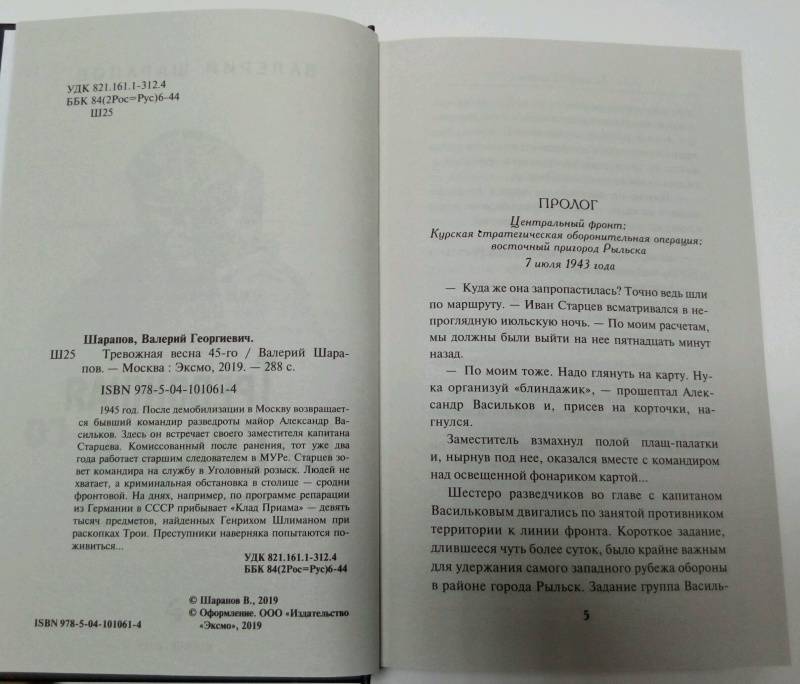 УДК 821.161.1-312.4
ББК 84(2Рос=Рус)6-44
Ш25
Шарапов, Валерий Георгиевич.
Ш25 Тревожная весна 45-го / Валерий Шара-
пов. — Москва : Эксмо, 2019. — 288 с.
ISBN 978-5-04-101061-4
1945 год. После демобилизации в Москву возвращает-
ся бывший командир разведроты майор Александр Ва-
сильков. Здесь он встречает своего заместителя капитана
Старцева. Комиссованный после ранения, тот уже два
года работает старшим следователем в МУРе. Старцев зо-
вет командира на службу в Уголовный розыск. Людей не
хватает, а криминальная обстановка в столице — сродни
фронтовой. На днях, например, по программе репарации
из Германии в СССР прибывает «Клад Приама» — девять
тысяч предметов, найденных Генрихом Шлиманом при
раскопках Трои. Преступники наверняка попытаются по-
живиться...
УДК 821.161.1-312.4
ББК 84(2Рос=Рус)6-44
© Шарапов В., 2019
© Оформление. ООО «Издательство
ISBN 978-5-04-101061-4 «Эксмо», 2019
ПРОЛОГ
Центральный фронт;
Курская стратегическая оборонительная операция;
восточный пригород Рыльска
7 июля 1943 года
— Куда же она запропастилась? Точно ведь шли
по маршруту. — Иван Старцев всматривался в не-
проглядную июльскую ночь. — По моим расчетам,
мы должны были выйти на нее пятнадцать минут
назад.
— По моим тоже. Надо глянуть на карту. Ну-
ка организуй «блиндажик», — прошептал Алек-
сандр Васильков и, присев на корточки, на-
гнулся.
Заместитель взмахнул полой плащ-палатки
и, нырнув под нее, оказался вместе с командиром
над освещенной фонариком картой...
Шестеро разведчиков во главе с капитаном
Васильковым двигались по занятой противником
территории к линии фронта. Короткое задание,
длившееся чуть более суток, было крайне важным
для удержания самого западного рубежа обороны
в районе города Рыльск. Задание группа Василь-
5